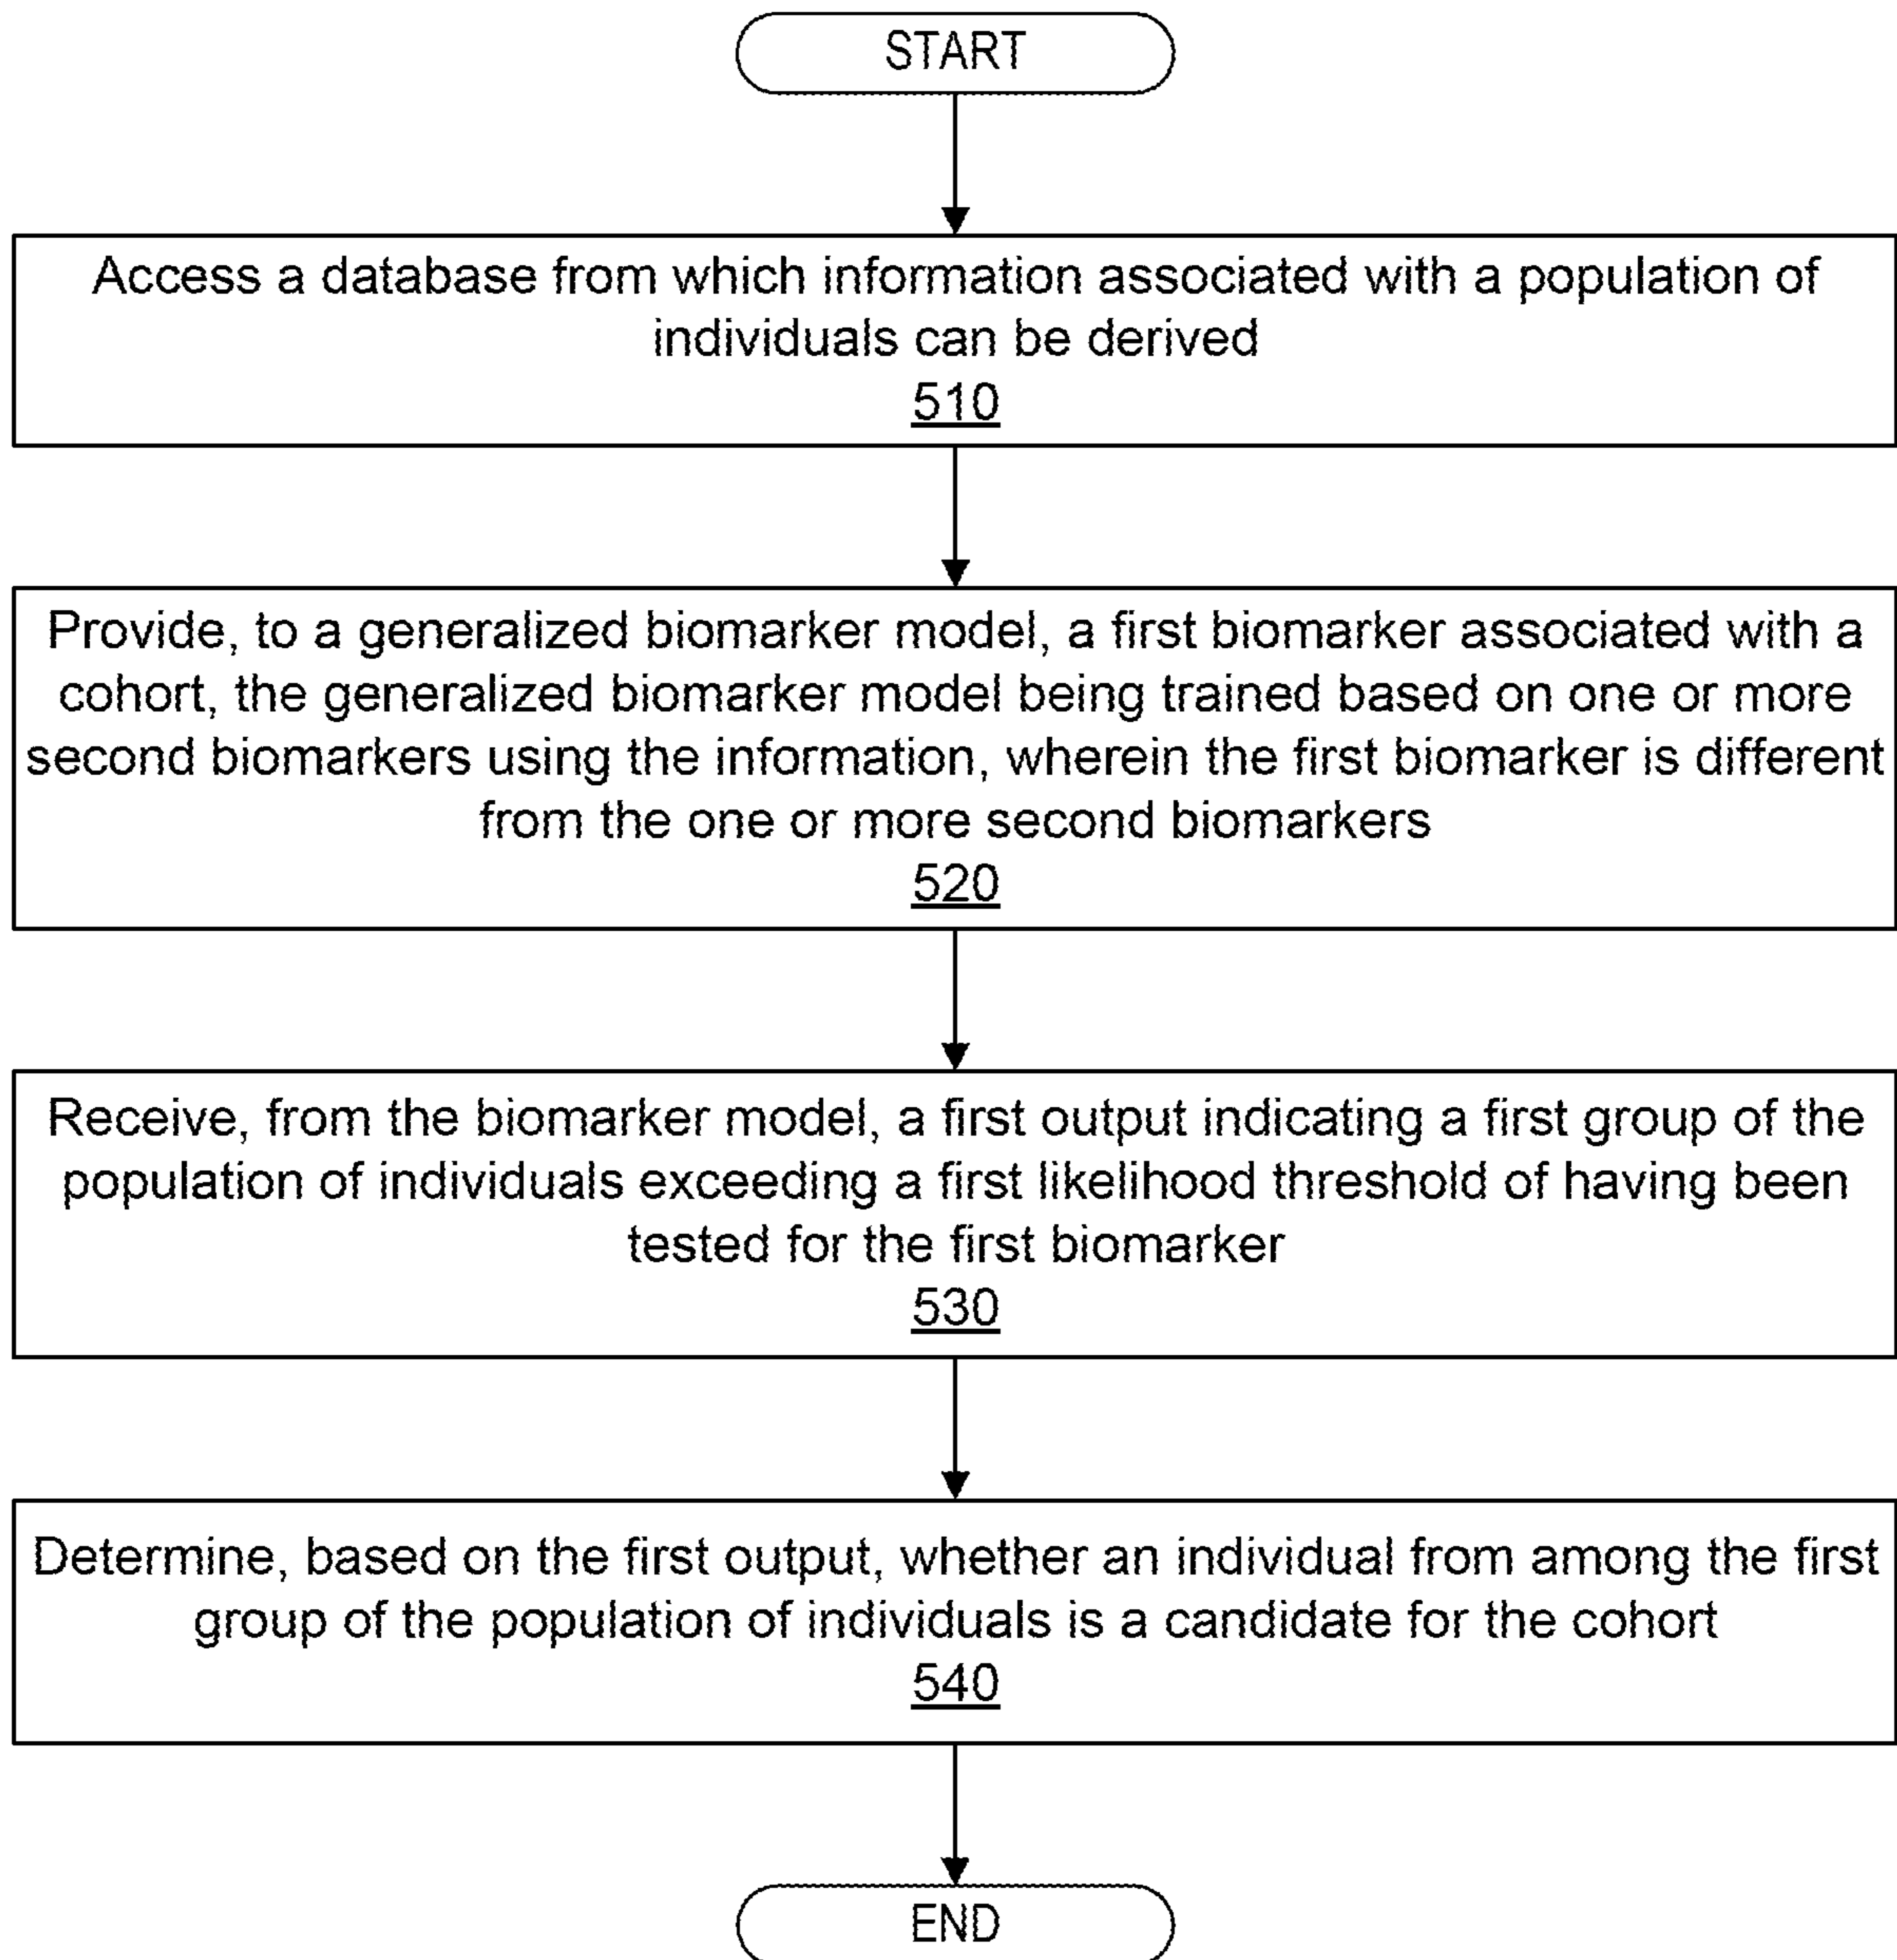 START
Access a database from which information associated with a population of
individuals can be derived
510
Provide, to a generalized biomarker model, a first biomarker associated with a
cohort, the generalized biomarker model being trained based on one or more
second biomarkers using the information, wherein the first biomarker is different
from the one or more second biomarkers
520
Receive, from the biomarker model, a first output indicating a first group of the
population of individuals exceeding a first likelihood threshold of having been
tested for the first biomarker
530
Determine, based on the first output, whether an individual from among the first
group of the population of individuals is a candidate for the cohort
540
END